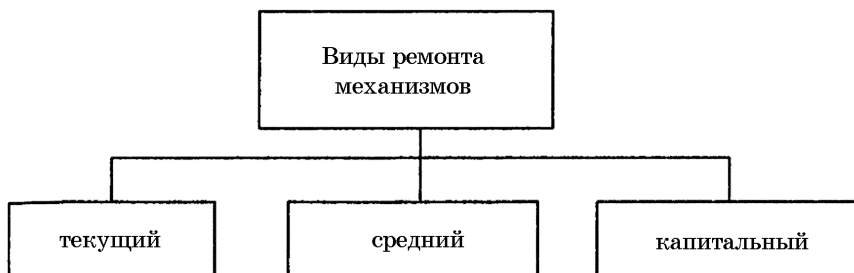 Виды ремонта
механизмов
текущий
средний
капитальный